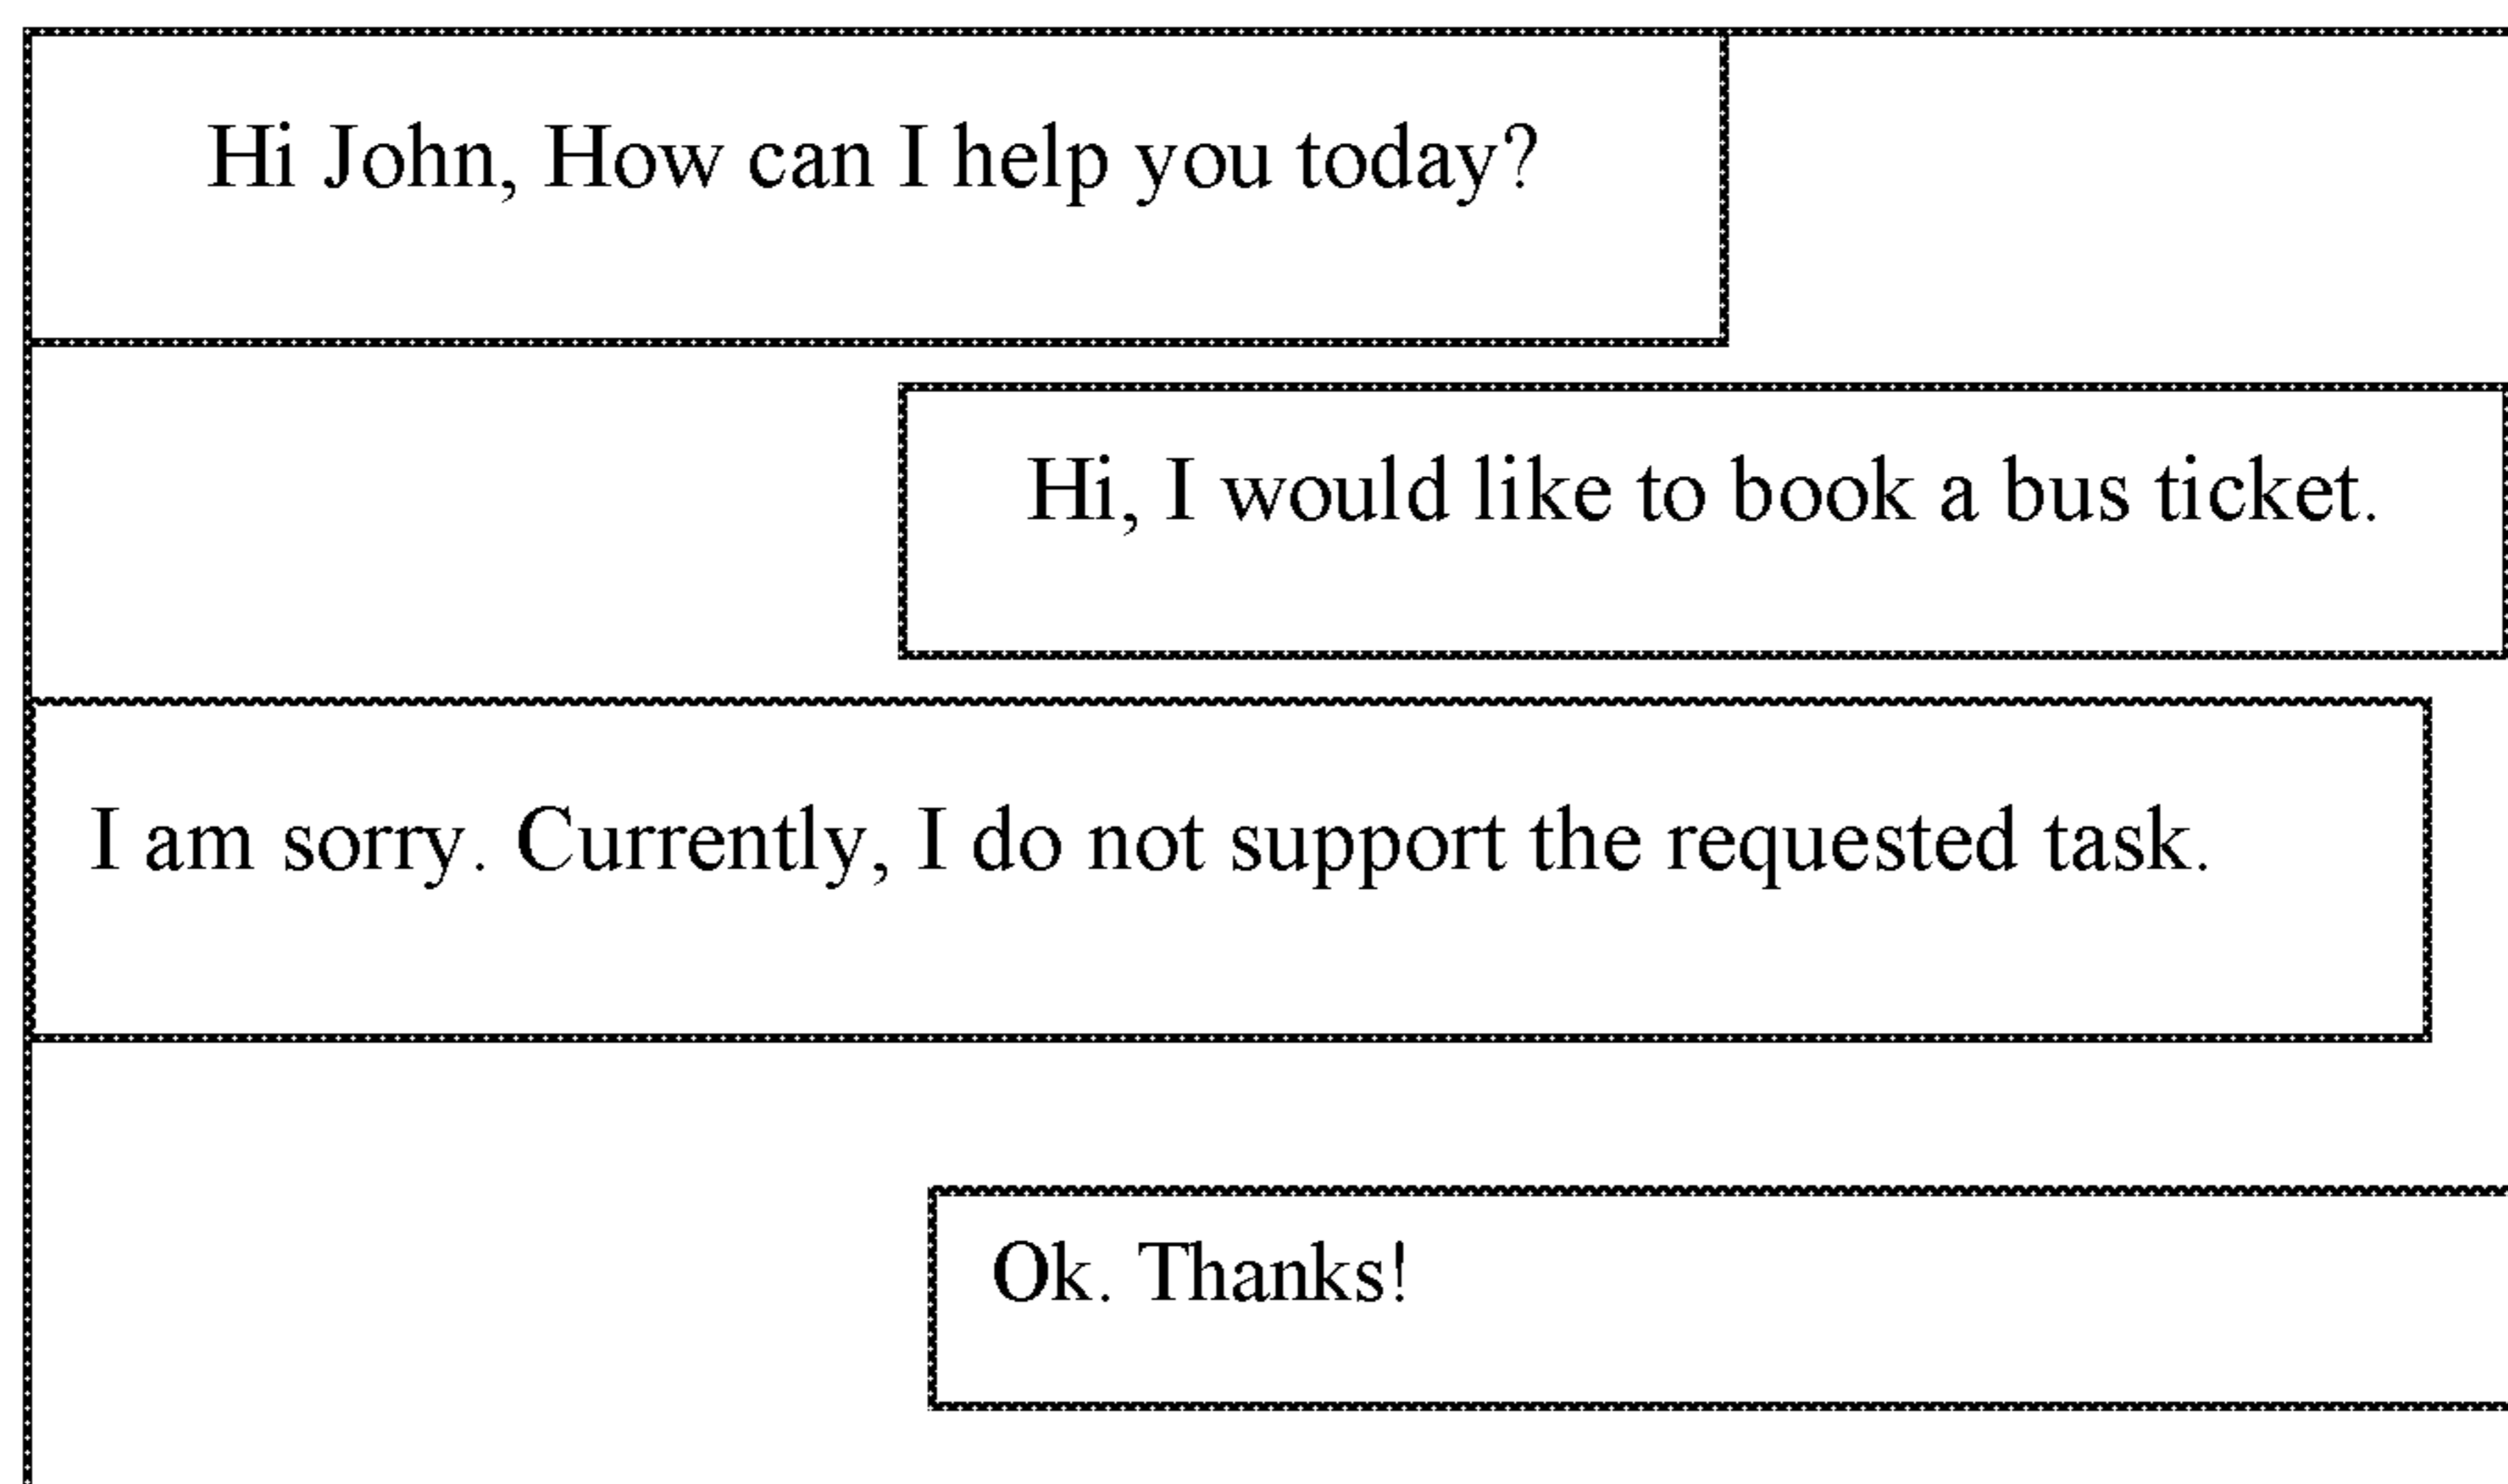 Hi John, How can I help you today?
Hi, I would like to book a bus ticket.
I am sorry. Currently, I do not support the requested task.
Ok. Thanks!